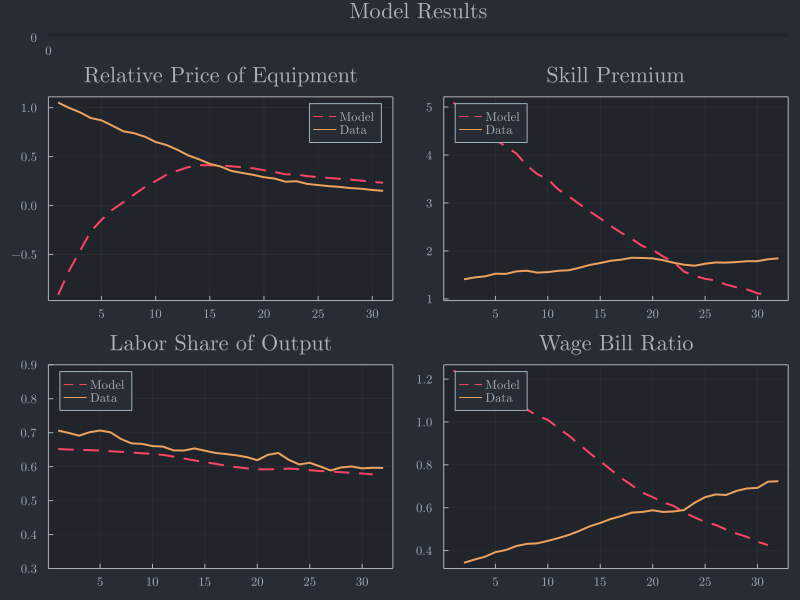 Model Results
0
0
Relative Price of Equipment
1.0
0.5
0.0
−0.5
5 10 15 20 25 30
Model
Data
Skill Premium
5
4
3
2
1
5 10 15 20 25 30
Model
Data
Labor Share of Output
0.9
0.8
0.7
0.6
0.5
0.4
0.3
5 10 15 20 25 30
Model
Data
Wage Bill Ratio
1.2
1.0
0.8
0.6
0.4
5 10 15 20 25 30
Model
Data